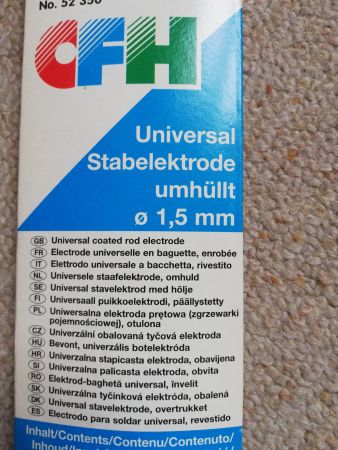 No. 52 350
CFH
Universal
Stabelektrode
umhüllt
ø 1,5 mm
GB Universal coated rod electrode
FR Electrode universelle en baguette, enrobée
IT Elettrodo universale a bacchetta, rivestito
NL Universele staafelektrode, omhuld
SE Universal stavelektrod med hölje
FI Universaali puikkoelektrodi, päällystetty
PL Uniwersalna elektroda prętowa (zgrzewarki
pojemnościowej), otulona
CZ Univerzální obalovaná tyčová elektroda
HU Bevont, univerzális botelektróda
HR Univerzalna stapicasta elektroda, obavijena
SI Univerzalna palicasta elektroda, obvita
RO Elektrod-baghetă universal, învelit
SK Univerzálna tyčinková elektróda, obalená
DK Universal stavelektrode, overtrukket
ES Electrodo para soldar universal, revestido
Inhalt/Contents/Contenu/Contenuto/